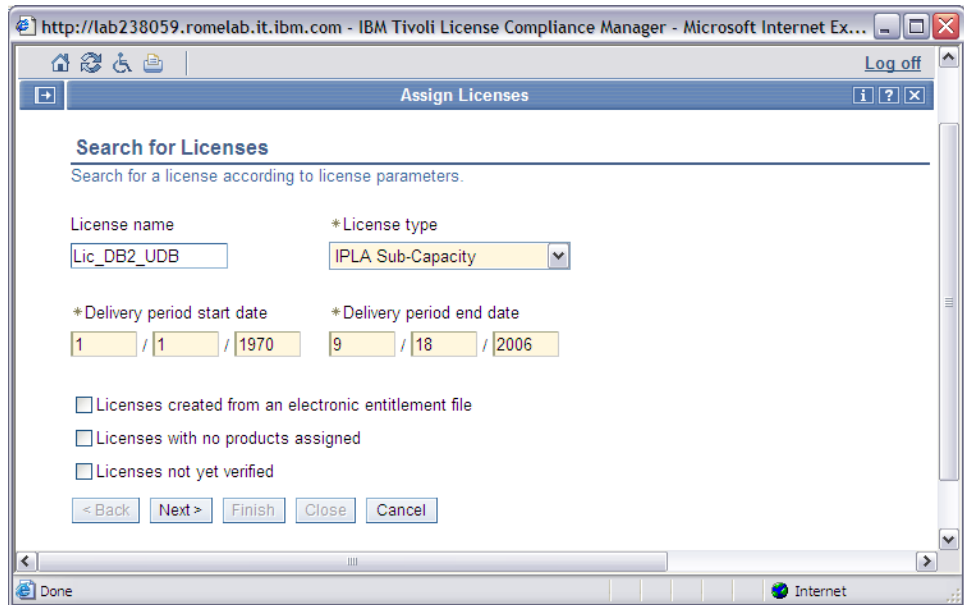 http://lab238059.romelab.it.ibm.com - IBM Tivoli License Compliance Manager - Microsoft Internet Ex...
Log off
Assign Licenses
Search for Licenses
Search for a license according to license parameters.
License name *License type
Lic_DB2_UDB IPLA Sub-Capacity
*Delivery period start date *Delivery period end date
1 / 1 / 1970 9 / 18 / 2006
Licenses created from an electronic entitlement file
Licenses with no products assigned
Licenses not yet verified
< Back Next > Finish Close Cancel
Done Internet